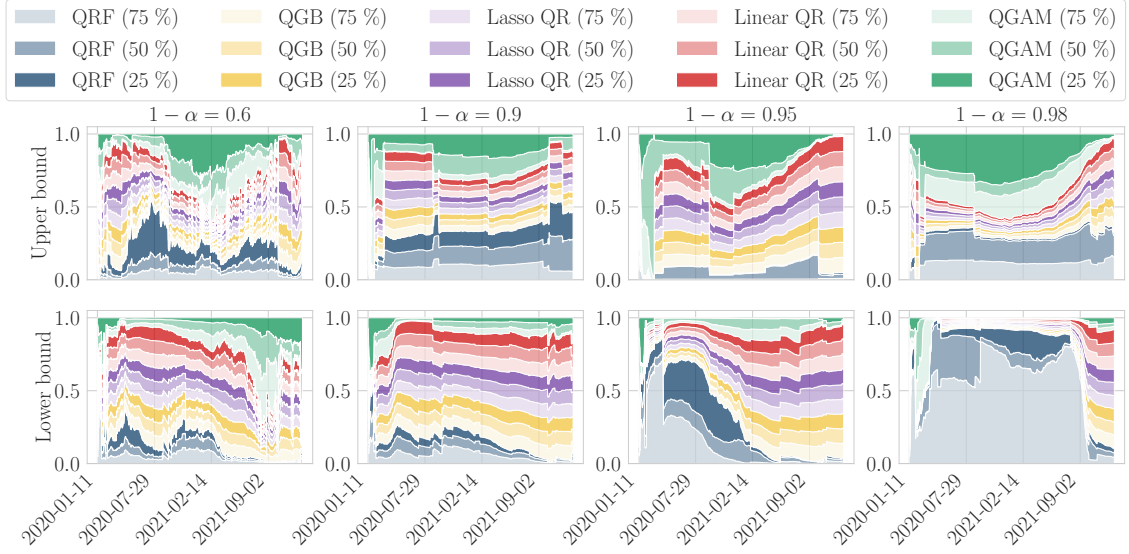 QRF (75 %) QGB (75 %) Lasso QR (75 %) Linear QR (75 %) QGAM (75 %)
QRF (50 %) QGB (50 %) Lasso QR (50 %) Linear QR (50 %) QGAM (50 %)
QRF (25 %) QGB (25 %) Lasso QR (25 %) Linear QR (25 %) QGAM (25 %)
1 − α = 0.6 1 − α = 0.9 1 − α = 0.95 1 − α = 0.98
Upper bound
1.0 1.0 1.0 1.0
0.5 0.5 0.5 0.5
0.0 0.0 0.0 0.0
Lower bound
1.0 1.0 1.0 1.0
0.5 0.5 0.5 0.5
0.0 0.0 0.0 0.0
2020-01-11 2020-07-29 2021-02-14 2021-09-02 2020-01-11 2020-07-29 2021-02-14 2021-09-02 2020-01-11 2020-07-29 2021-02-14 2021-09-02 2020-01-11 2020-07-29 2021-02-14 2021-09-02